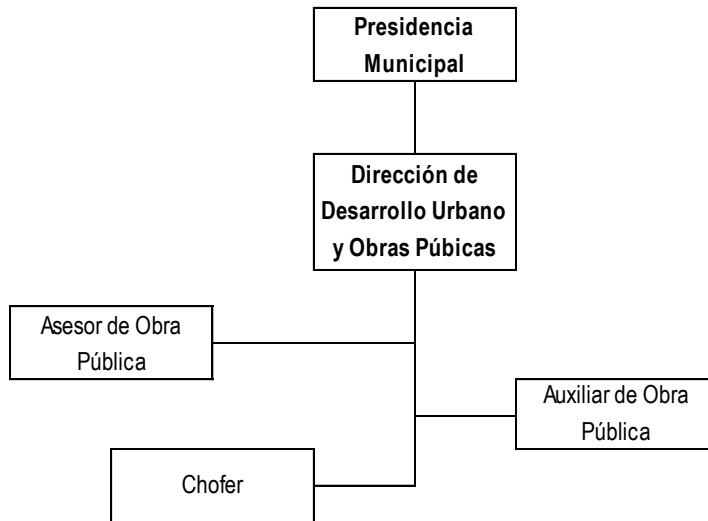 Presidencia
Municipal
Dirección de
Desarrollo Urbano
y Obras Púbicas
Asesor de Obra
Pública
Auxiliar de Obra
Pública
Chofer